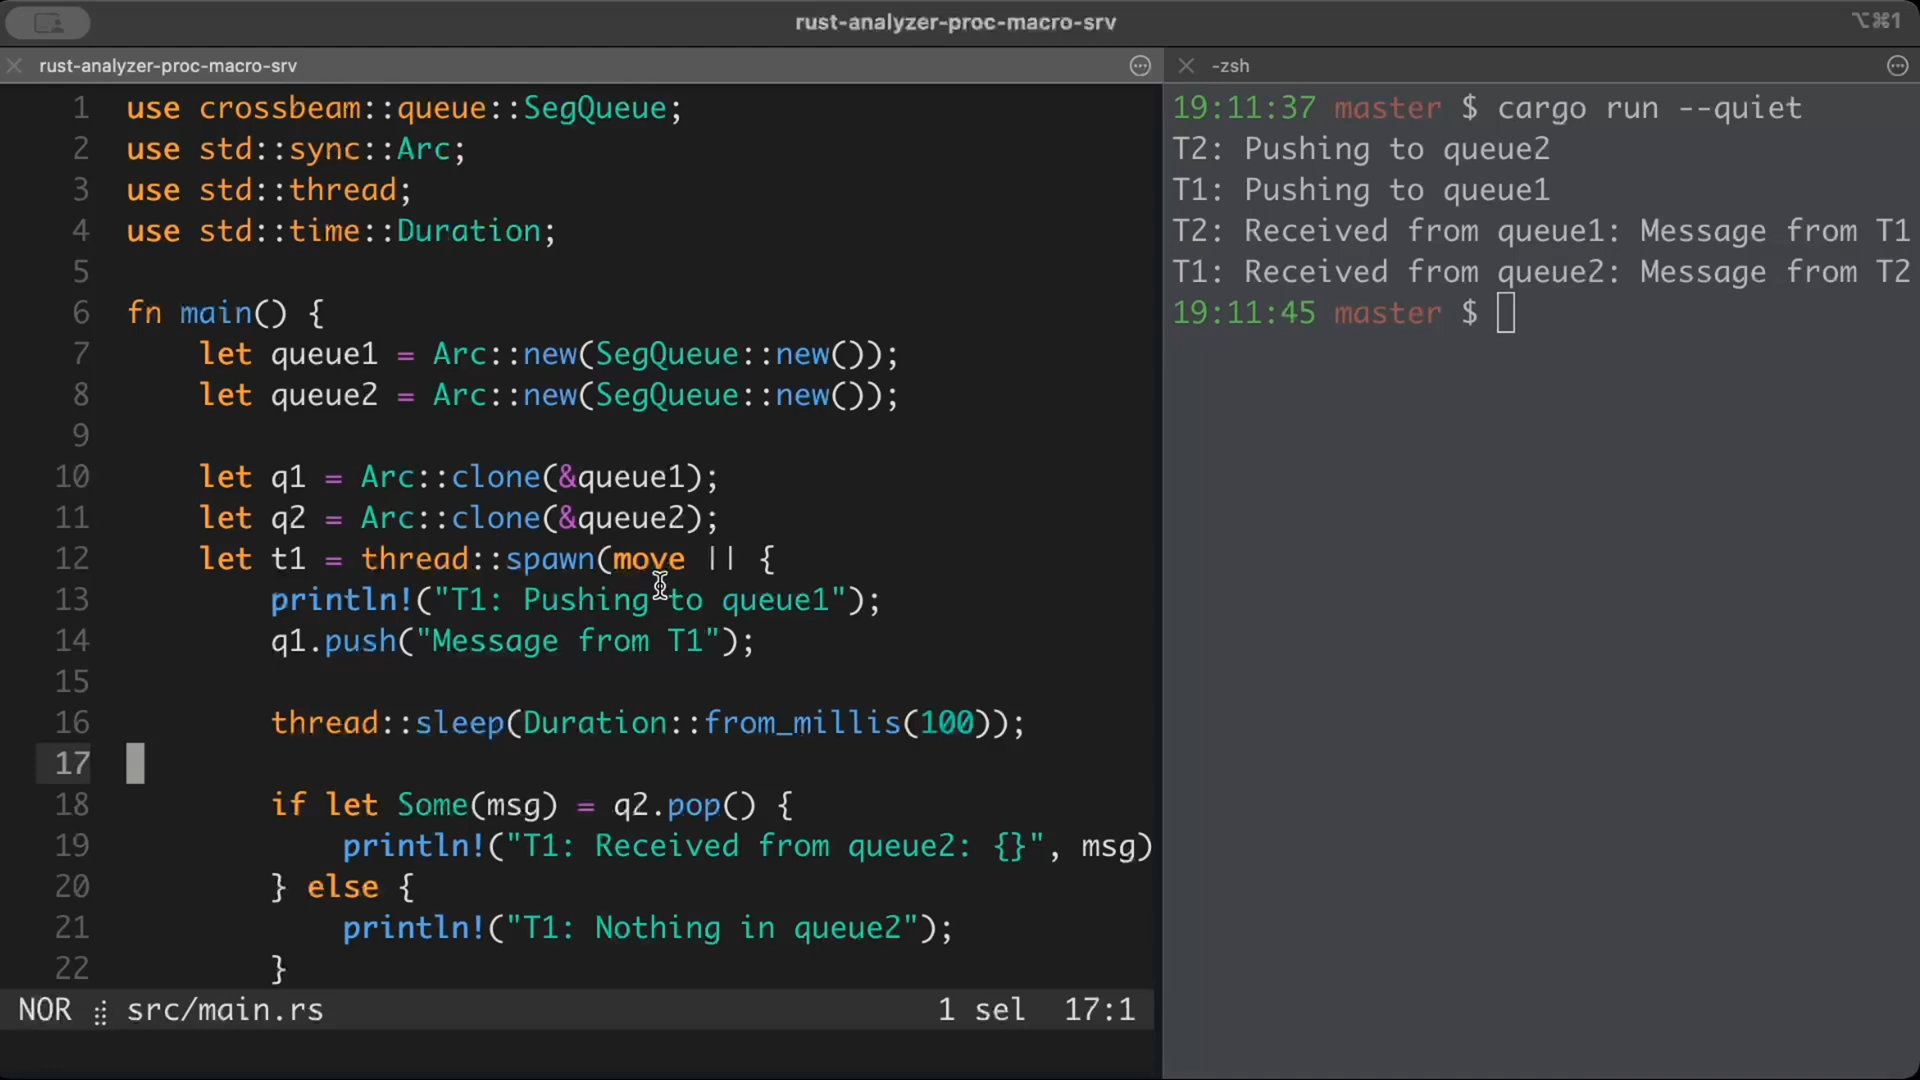 rust-analyzer-proc-macro-srv
⌥⌘1
rust-analyzer-proc-macro-srv
1 use crossbeam::queue::SegQueue;
2 use std::sync::Arc;
3 use std::thread;
4 use std::time::Duration;
5
6 fn main() {
7     let queue1 = Arc::new(SegQueue::new());
8     let queue2 = Arc::new(SegQueue::new());
9
10     let q1 = Arc::clone(&queue1);
11     let q2 = Arc::clone(&queue2);
12     let t1 = thread::spawn(move || {
13         println!("T1: Pushing to queue1");
14         q1.push("Message from T1");
15
16         thread::sleep(Duration::from_millis(100));
17
18         if let Some(msg) = q2.pop() {
19             println!("T1: Received from queue2: {}", msg)
20         } else {
21             println!("T1: Nothing in queue2");
22         }
NOR src/main.rs 1 sel 17:1
-zsh
19:11:37 master $ cargo run --quiet
T2: Pushing to queue2
T1: Pushing to queue1
T2: Received from queue1: Message from T1
T1: Received from queue2: Message from T2
19:11:45 master $